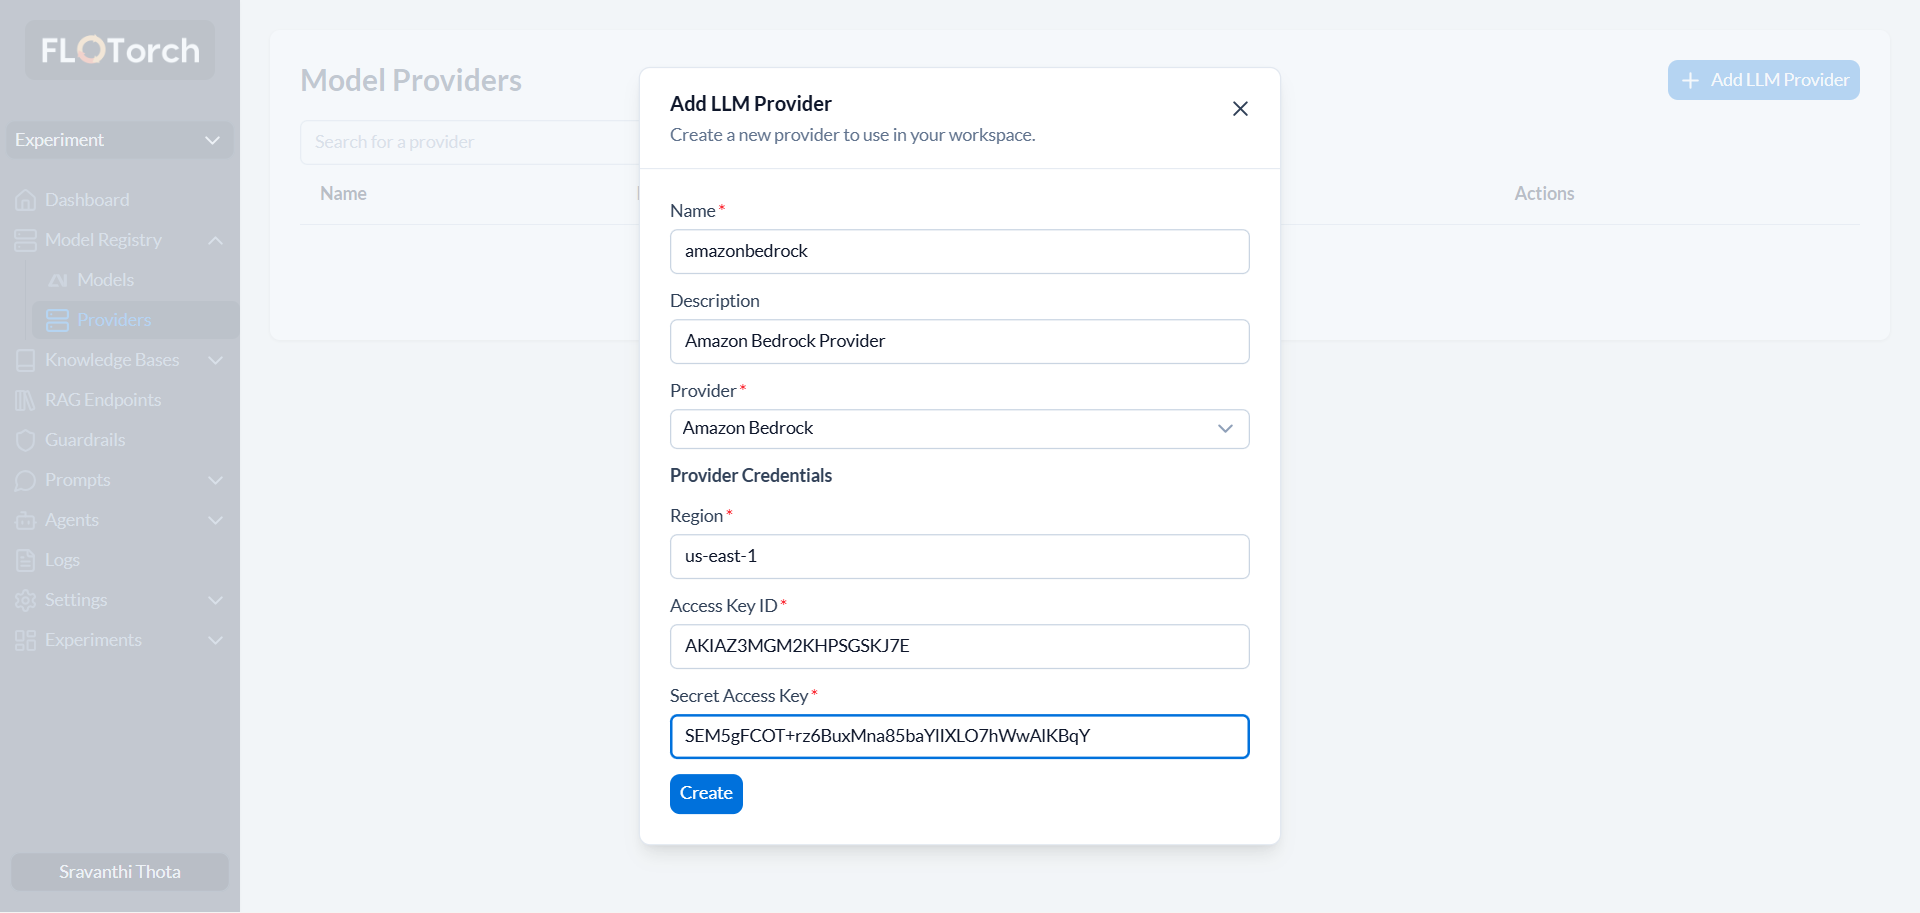 FLOTorch
Experiment
Dashboard
Model Registry
Models
Providers
Knowledge Bases
RAG Endpoints
Guardrails
Prompts
Agents
Logs
Settings
Experiments
Sravanthi Thota
Model Providers
Add LLM Provider
Search for a provider
Name
Actions
Add LLM Provider
Create a new provider to use in your workspace.
Name*
amazonbedrock
Description
Amazon Bedrock Provider
Provider*
Amazon Bedrock
Provider Credentials
Region*
us-east-1
Access Key ID*
AKIAZ3MGM2KHPSGSKJ7E
Secret Access Key*
Create